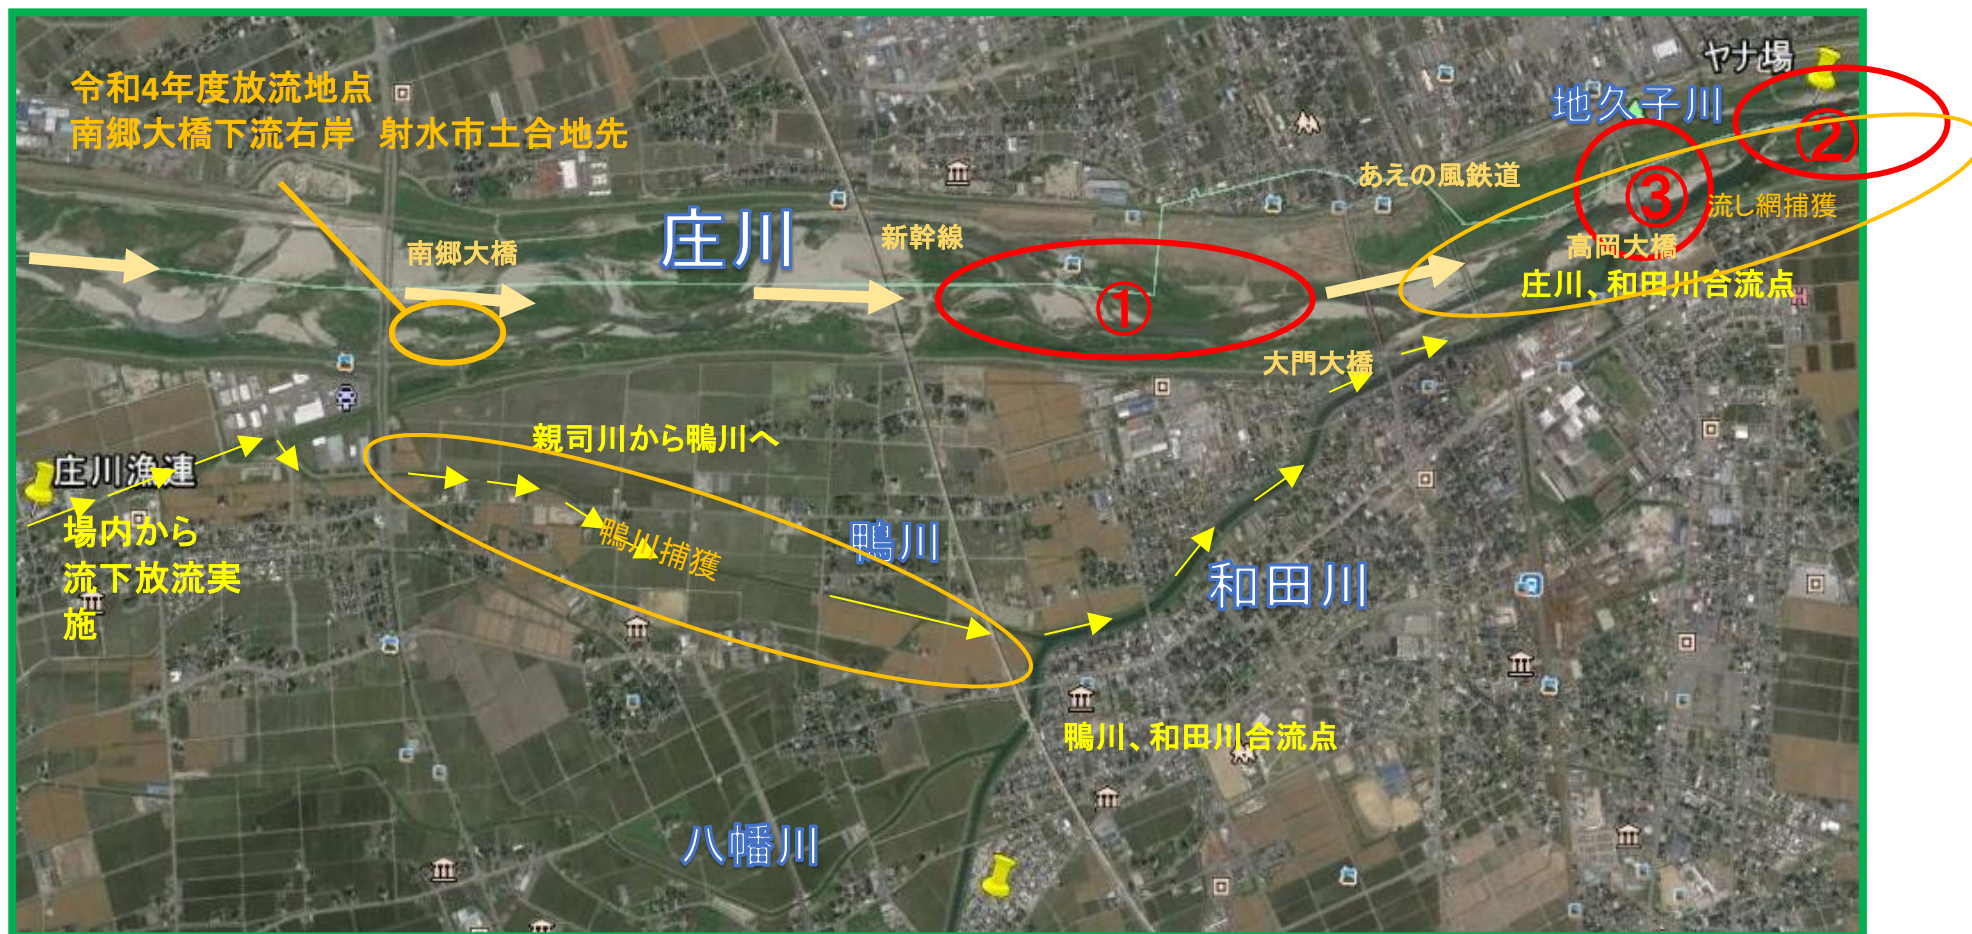 ヤナ場
令和4年度放流地点
南郷大橋下流右岸 射水市土合地先
地久子川
②
あえの風鉄道
③
流し網捕獲
庄川
南郷大橋
新幹線
高岡大橋
庄川、和田川合流点
①
大門大橋
親司川から鴨川へ
庄川漁連
場内から
流下放流実
施
鴨川捕獲
鴨川
和田川
鴨川、和田川合流点
八幡川